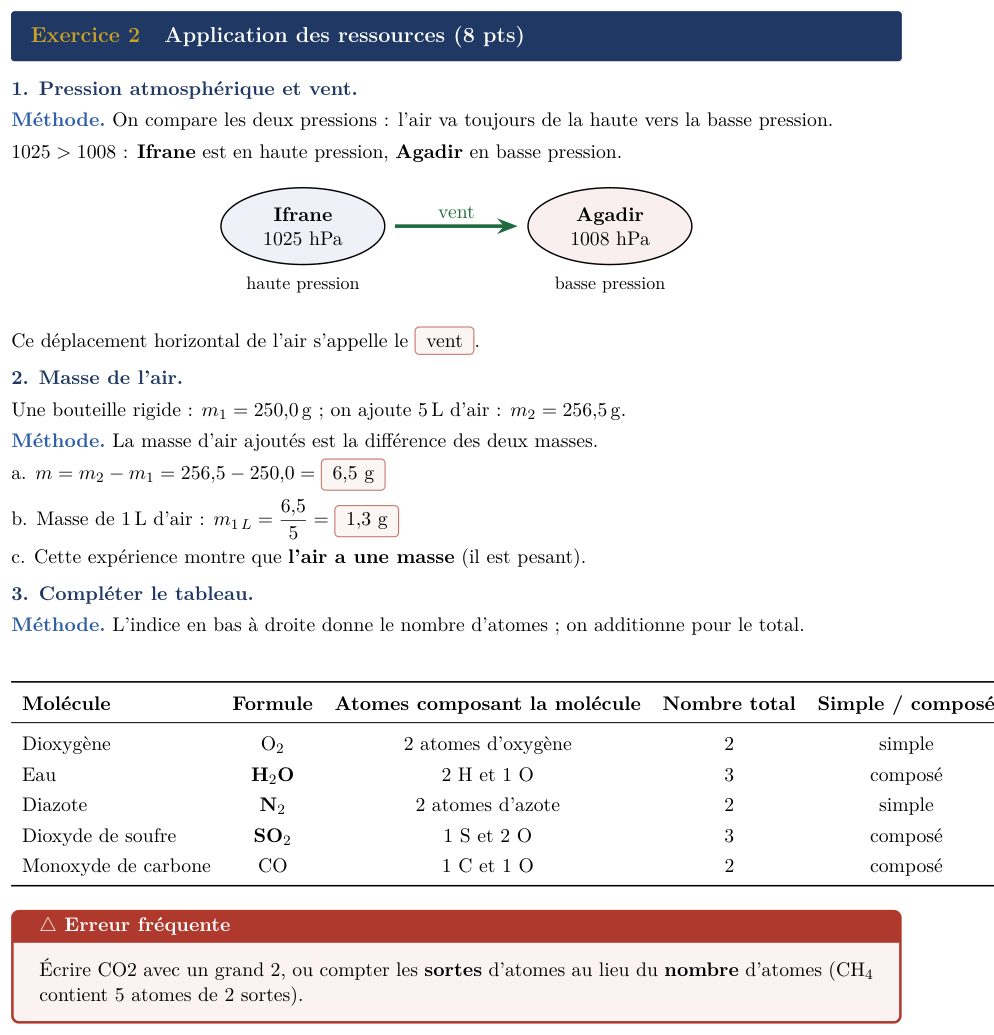 Exercice 2 Application des ressources (8 pts)
1. Pression atmosphérique et vent.
Méthode. On compare les deux pressions : l'air va toujours de la haute vers la basse pression.
1025 > 1008 : Ifrane est en haute pression, Agadir en basse pression.
Ifrane
1025 hPa
vent
Agadir
1008 hPa
haute pression
basse pression
Ce déplacement horizontal de l'air s'appelle le vent.
2. Masse de l'air.
Une bouteille rigide : m₁ = 250,0 g ; on ajoute 5 L d'air : m₂ = 256,5 g.
Méthode. La masse d'air ajoutés est la différence des deux masses.
a. m = m₂ − m₁ = 256,5 − 250,0 = 6,5 g
b. Masse de 1 L d'air : m_{1 L} = 6,5/5 = 1,3 g
c. Cette expérience montre que l'air a une masse (il est pesant).
3. Compléter le tableau.
Méthode. L'indice en bas à droite donne le nombre d'atomes ; on additionne pour le total.
Molécule Formule Atomes composant la molécule Nombre total Simple / composé
Dioxygène O₂ 2 atomes d'oxygène 2 simple
Eau H₂O 2 H et 1 O 3 composé
Diazote N₂ 2 atomes d'azote 2 simple
Dioxyde de soufre SO₂ 1 S et 2 O 3 composé
Monoxyde de carbone CO 1 C et 1 O 2 composé
△ Erreur fréquente
Écrire CO2 avec un grand 2, ou compter les sortes d'atomes au lieu du nombre d'atomes (CH₄
contient 5 atomes de 2 sortes).